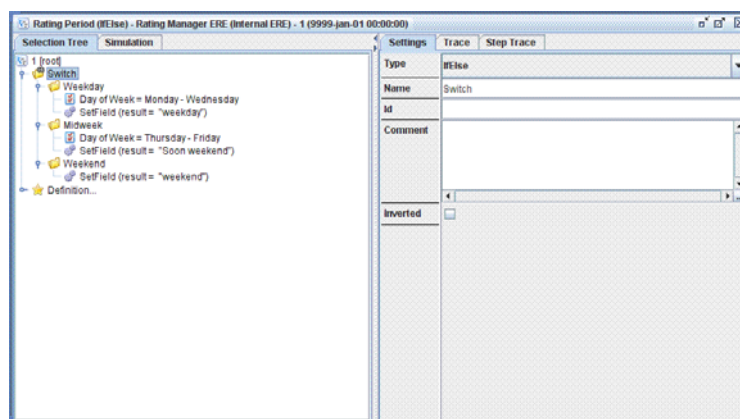 Rating Period (IfElse) - Rating Manager ERE (Internal ERE) - 1 (9999-jan-01 00:00:00)
Selection Tree Simulation
Settings Trace Step Trace
1 [root]
Switch
Weekday
Day of Week = Monday - Wednesday
SetField (result = "weekday")
Midweek
Day of Week = Thursday - Friday
SetField (result = "Soon weekend")
Weekend
SetField (result = "weekend")
Definition...
Type IfElse
Name Switch
Id
Comment
Inverted